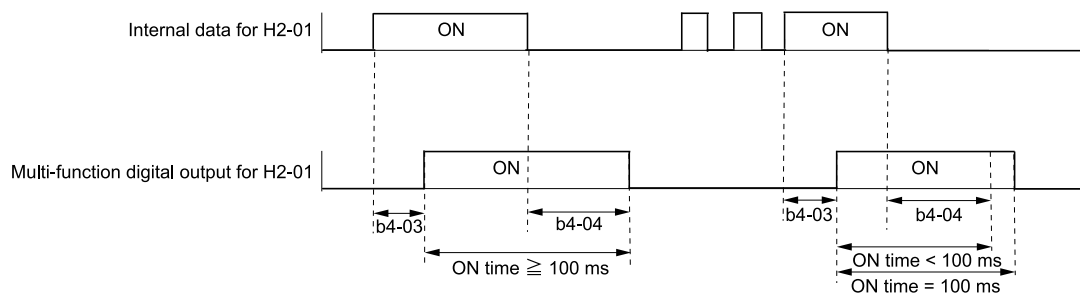 Internal data for H2-01
ON
ON
Multi-function digital output for H2-01
ON
ON
b4-03
b4-04
b4-03
b4-04
ON time ≧ 100 ms
ON time < 100 ms
ON time = 100 ms